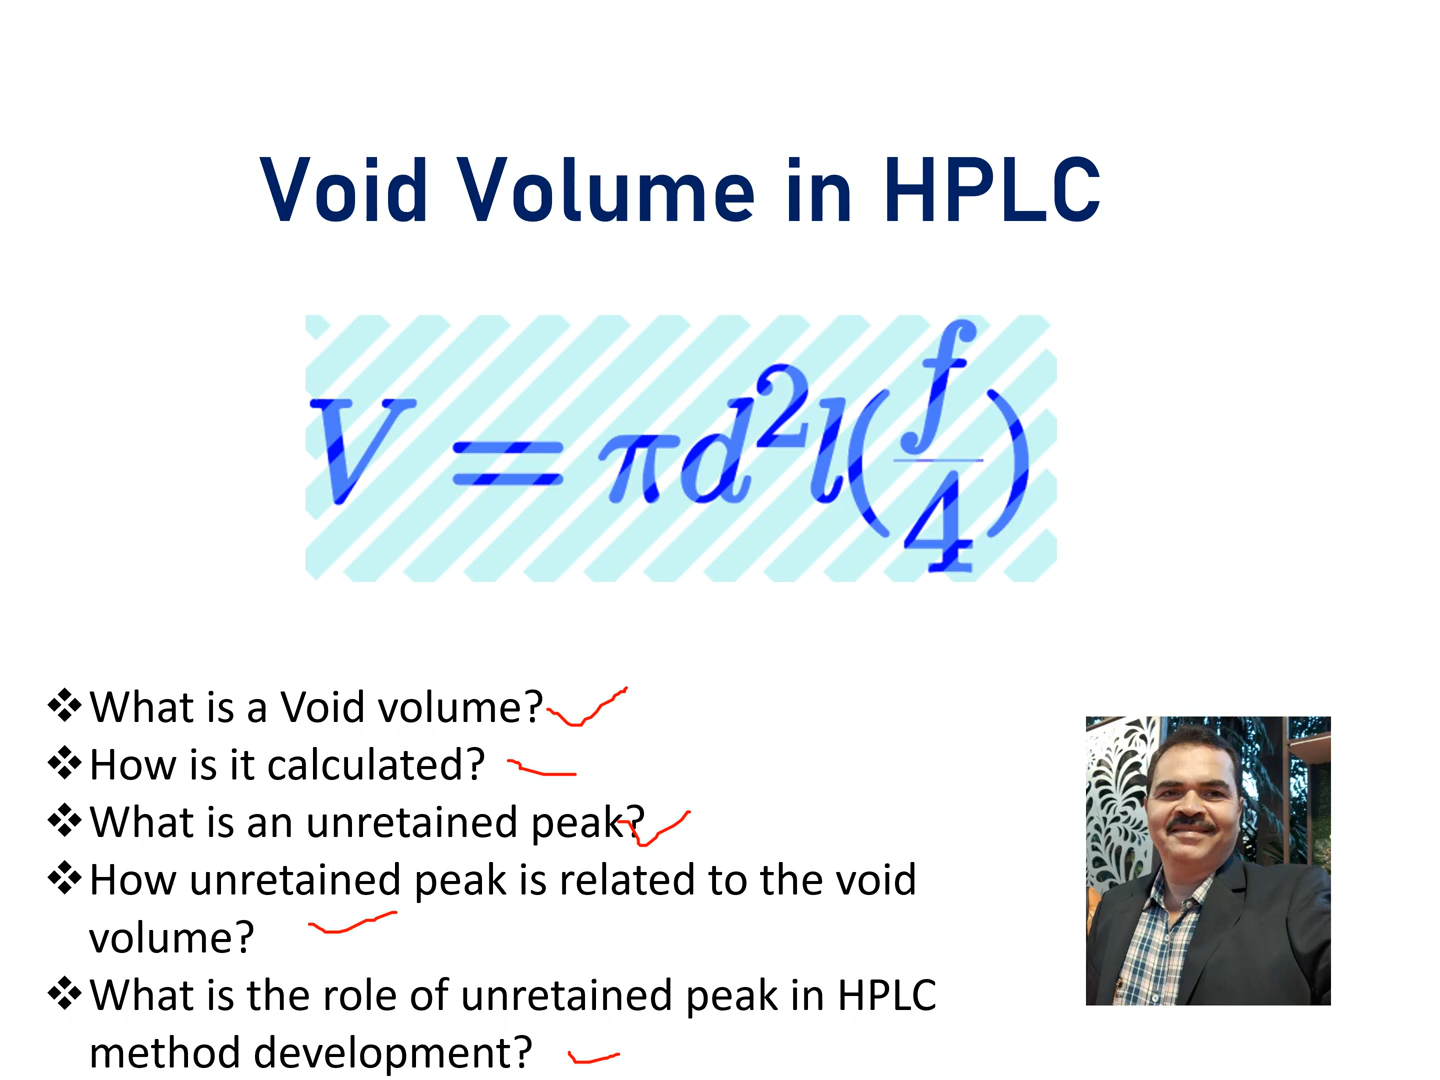 Void Volume in HPLC
V = πd²l(f/4)
❖What is a Void volume?
❖How is it calculated?
❖What is an unretained peak?
❖How unretained peak is related to the void
volume?
❖What is the role of unretained peak in HPLC
method development?